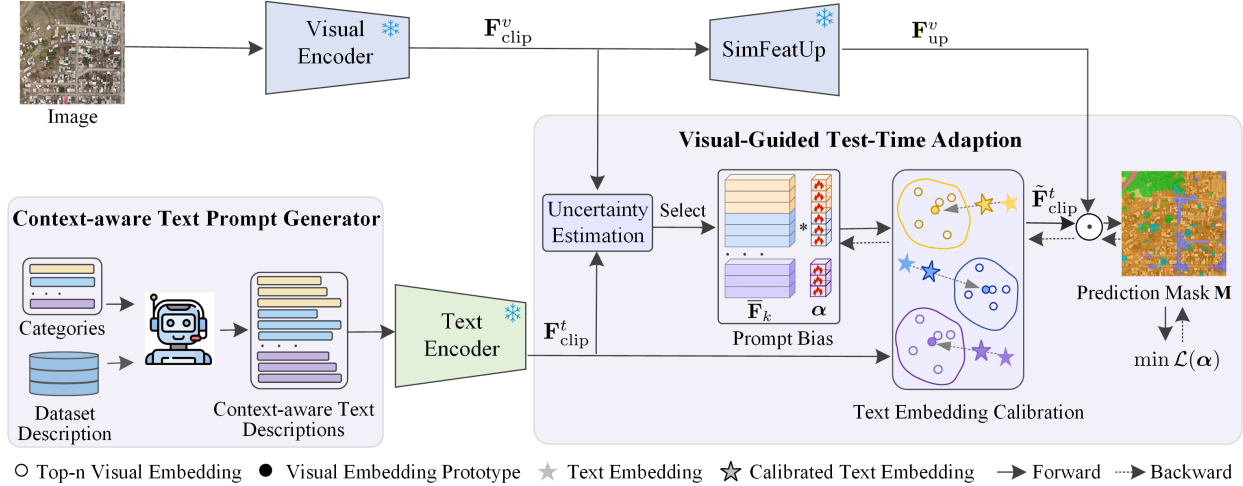 Image
Visual
Encoder
F^v_clip
SimFeatUp
F^v_up
Visual-Guided Test-Time Adaption
Context-aware Text Prompt Generator
Categories
Dataset
Description
Context-aware Text
Descriptions
Text
Encoder
F^t_clip
Uncertainty
Estimation
Select
*
F̅_k
α
Prompt Bias
Text Embedding Calibration
F̃^t_clip
Prediction Mask M
min L(α)
Top-n Visual Embedding
Visual Embedding Prototype
Text Embedding
Calibrated Text Embedding
Forward
Backward